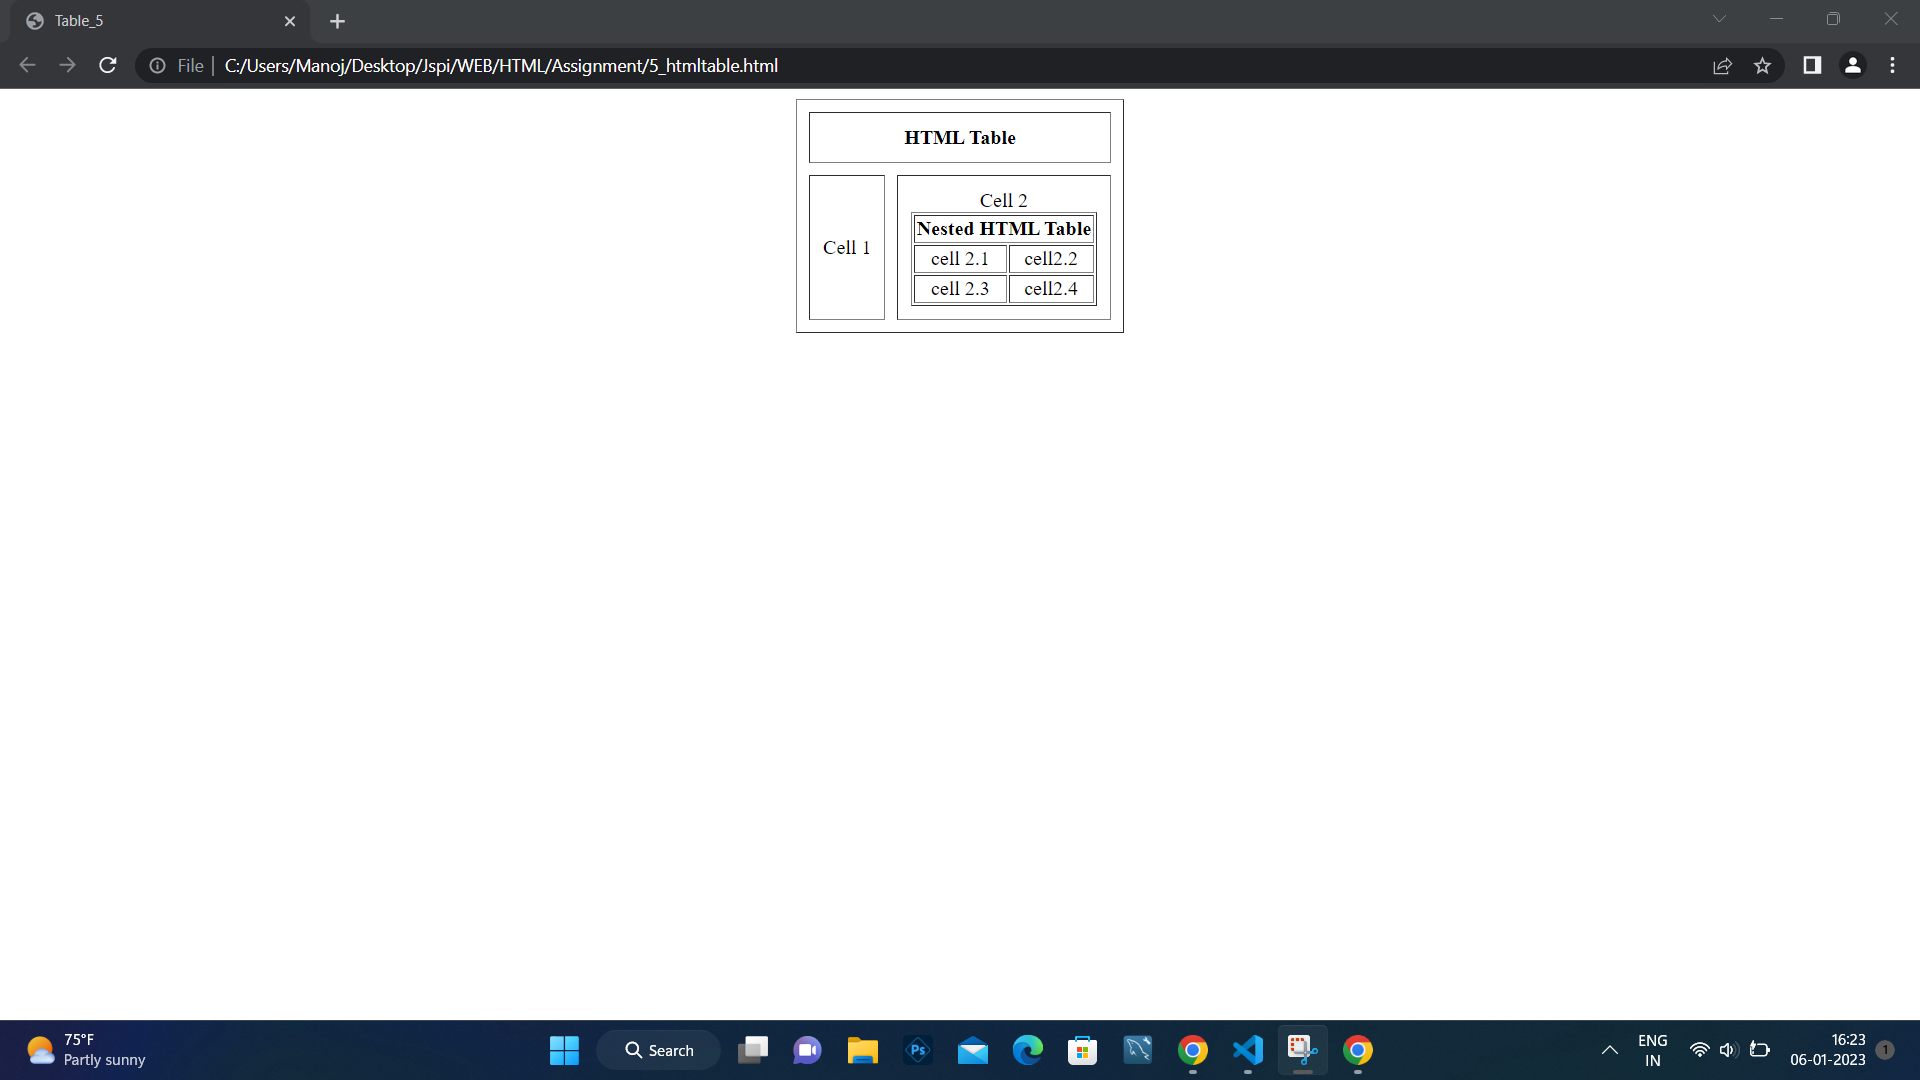 Table_5
File
C:/Users/Manoj/Desktop/Jspi/WEB/HTML/Assignment/5_htmltable.html
HTML Table
Cell 1
Cell 2
Nested HTML Table
cell 2.1 cell2.2
cell 2.3 cell2.4
75°F
Partly sunny
Search
Ps
ENG
IN
16:23
06-01-2023
1